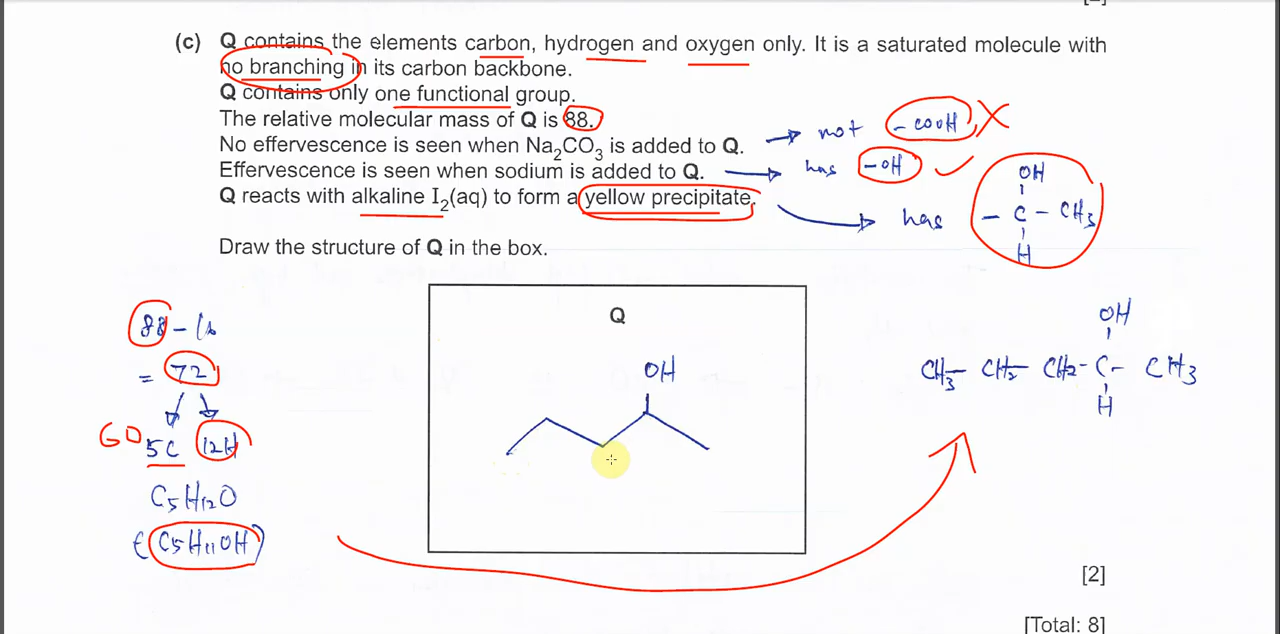 (c) Q contains the elements carbon, hydrogen and oxygen only. It is a saturated molecule with
no branching in its carbon backbone.
Q contains only one functional group.
The relative molecular mass of Q is 88.
→ not -COOH, X
No effervescence is seen when Na₂CO₃ is added to Q.
Effervescence is seen when sodium is added to Q. → has -OH ✓
Q reacts with alkaline I₂(aq) to form a yellow precipitate.
→ has
OH
- C - CH₃
H
Draw the structure of Q in the box.
Q
OH
88 - 16
= 72
60 5C 12H
C₅H₁₂O
(C₅H₁₁OH)
OH
CH₃- CH₂- CH₂- C- CH₃
H
[2]
[Total: 8]